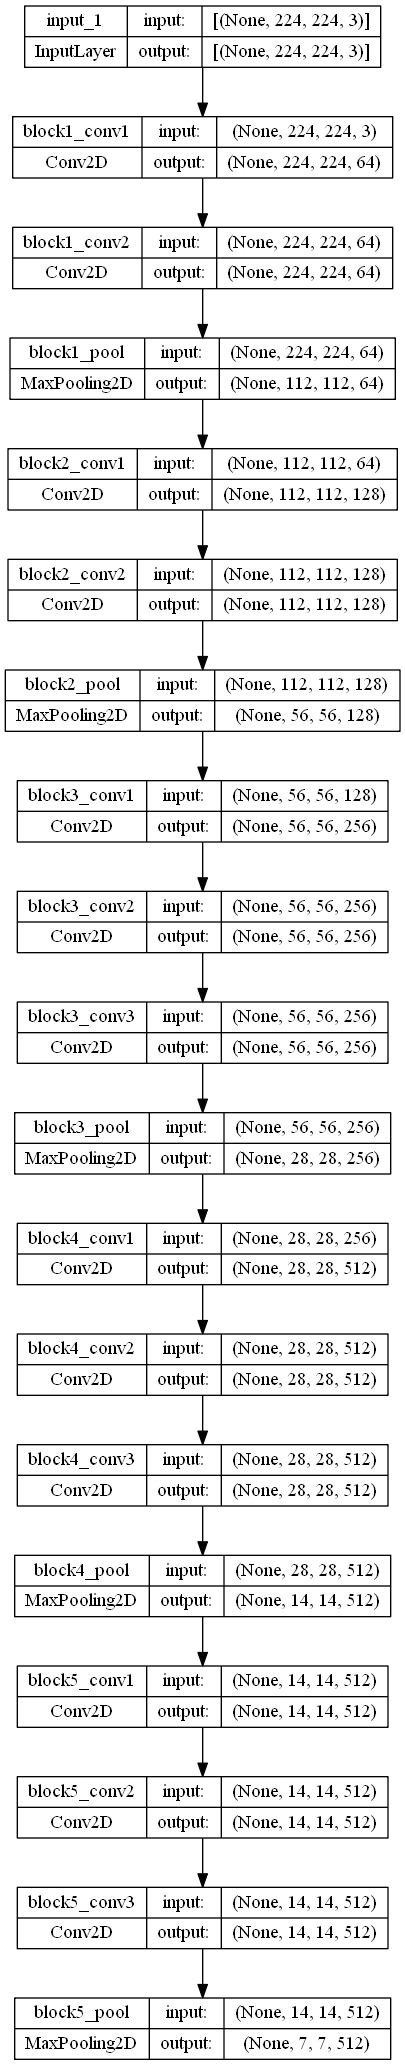 input_1 input: [(None, 224, 224, 3)]
InputLayer output: [(None, 224, 224, 3)]
block1_conv1 input: (None, 224, 224, 3)
Conv2D output: (None, 224, 224, 64)
block1_conv2 input: (None, 224, 224, 64)
Conv2D output: (None, 224, 224, 64)
block1_pool input: (None, 224, 224, 64)
MaxPooling2D output: (None, 112, 112, 64)
block2_conv1 input: (None, 112, 112, 64)
Conv2D output: (None, 112, 112, 128)
block2_conv2 input: (None, 112, 112, 128)
Conv2D output: (None, 112, 112, 128)
block2_pool input: (None, 112, 112, 128)
MaxPooling2D output: (None, 56, 56, 128)
block3_conv1 input: (None, 56, 56, 128)
Conv2D output: (None, 56, 56, 256)
block3_conv2 input: (None, 56, 56, 256)
Conv2D output: (None, 56, 56, 256)
block3_conv3 input: (None, 56, 56, 256)
Conv2D output: (None, 56, 56, 256)
block3_pool input: (None, 56, 56, 256)
MaxPooling2D output: (None, 28, 28, 256)
block4_conv1 input: (None, 28, 28, 256)
Conv2D output: (None, 28, 28, 512)
block4_conv2 input: (None, 28, 28, 512)
Conv2D output: (None, 28, 28, 512)
block4_conv3 input: (None, 28, 28, 512)
Conv2D output: (None, 28, 28, 512)
block4_pool input: (None, 28, 28, 512)
MaxPooling2D output: (None, 14, 14, 512)
block5_conv1 input: (None, 14, 14, 512)
Conv2D output: (None, 14, 14, 512)
block5_conv2 input: (None, 14, 14, 512)
Conv2D output: (None, 14, 14, 512)
block5_conv3 input: (None, 14, 14, 512)
Conv2D output: (None, 14, 14, 512)
block5_pool input: (None, 14, 14, 512)
MaxPooling2D output: (None, 7, 7, 512)